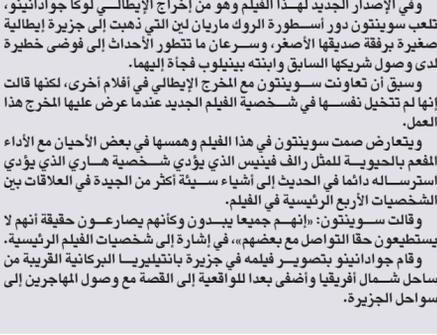 وفي الإصدار الجديد لهذا الفيلم وهو من إخراج الإيطالي لوكا جوادانينو،
تلعب سوينتون دور أسطورة الروك ماريان لين التي ذهبت إلى جزيرة إيطالية
صغيرة برفقة صديقها الأصغر، وسرعان ما تتطور الأحداث إلى فوضى خطيرة
لدى وصول شريكها السابق وابنته بينيلوب فجأة إليهما.
وسبق أن تعاونت سوينتون مع المخرج الإيطالي في أفلام أخرى، لكنها قالت
إنها لم تتخيل نفسها في شخصية الفيلم الجديد عندما عرض عليها المخرج هذا
العمل.
ويتعارض صمت سوينتون في هذا الفيلم وهمسها في بعض الأحيان مع الأداء
المفعم بالحيوية للمثل رالف فينيس الذي يؤدي شخصية هاري الذي يؤدي
استرساله دائما في الحديث إلى أشياء سيئة أكثر من الجيدة في العلاقات بين
الشخصيات الأربع الرئيسية في الفيلم.
وقالت سوينتون: «إنهم جميعا يبدون وكأنهم يصارعون حقيقة أنهم لا
يستطيعون حقا التواصل مع بعضهم»، في إشارة إلى شخصيات الفيلم الرئيسية.
وقام جوادانينو بتصوير فيلمه في جزيرة بانتيليريا البركانية القريبة من
ساحل شمال أفريقيا وأضفى بعدا للواقعية إلى القصة مع وصول المهاجرين إلى
سواحل الجزيرة.